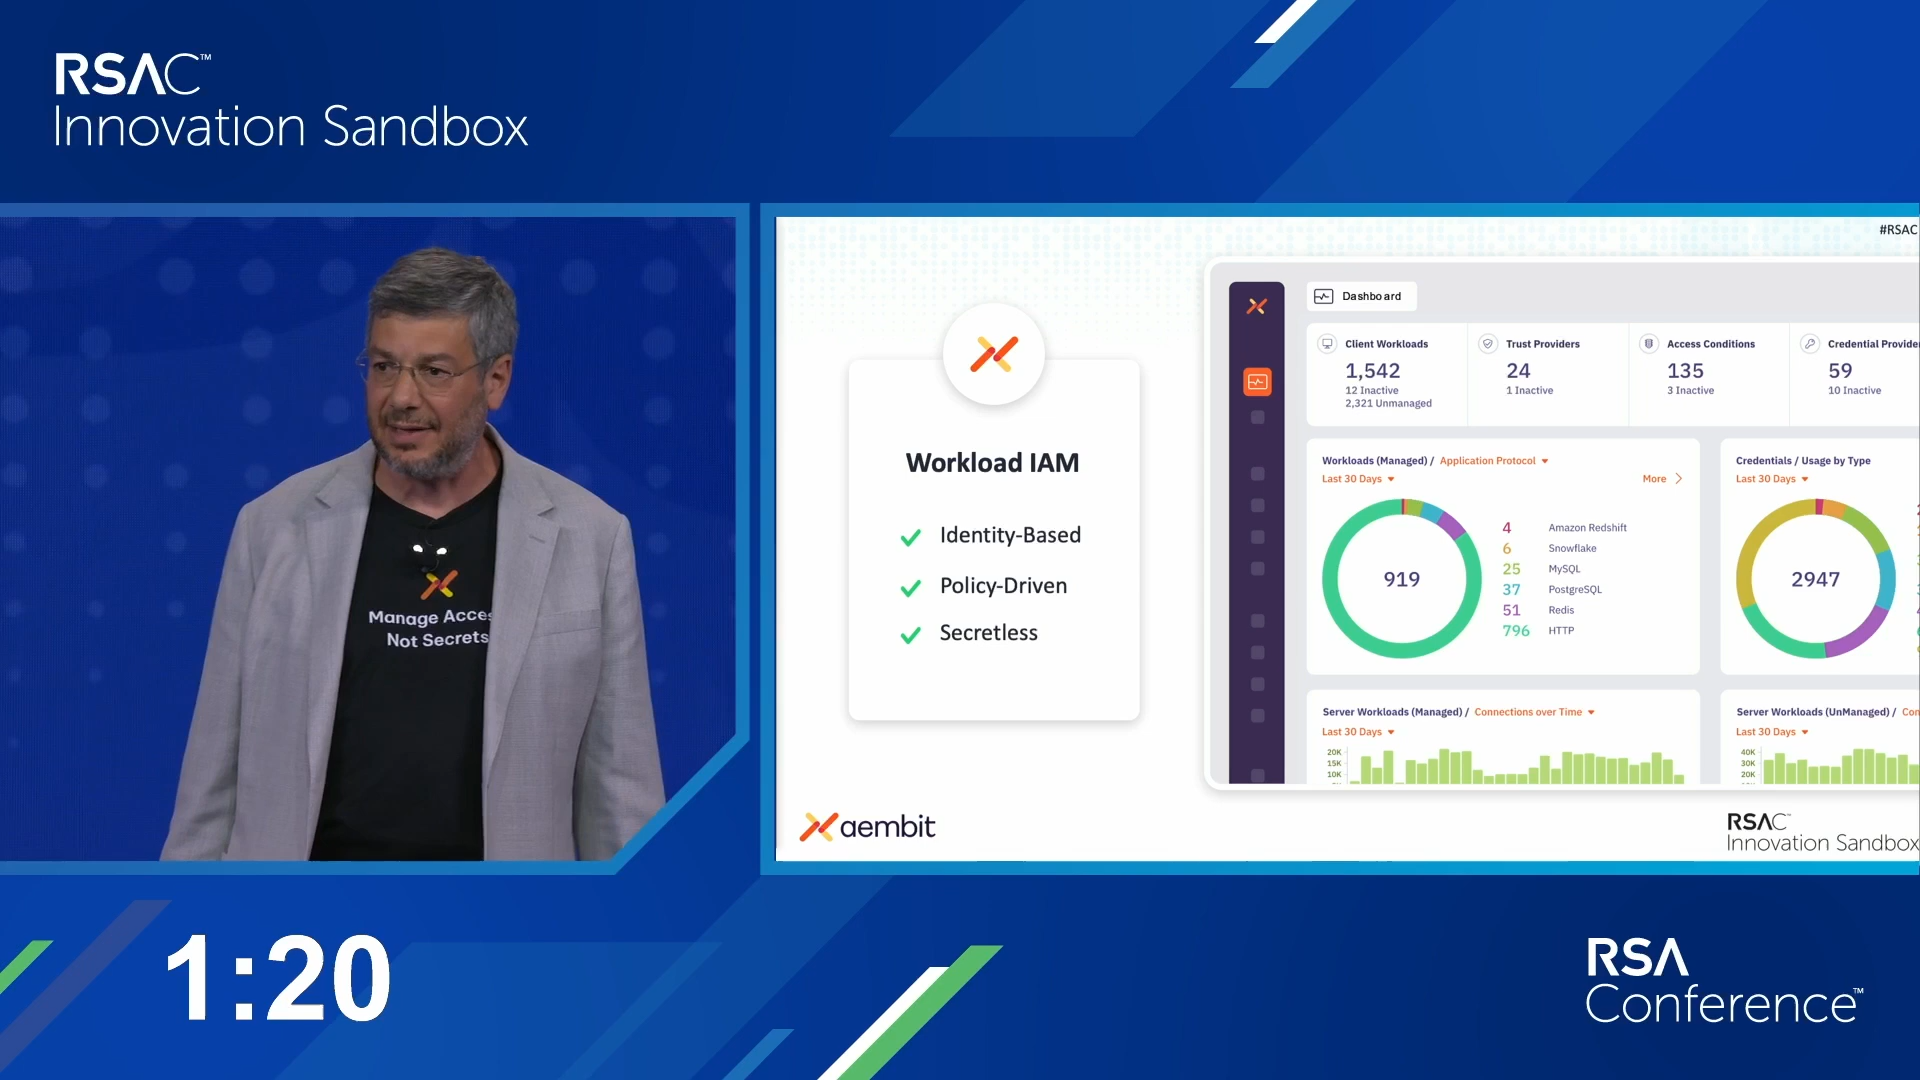 RSAC™
Innovation Sandbox
Manage Acces
Not Secrets
#RSAC
Workload IAM
Identity-Based
Policy-Driven
Secretless
aembit
Dashboard
Client Workloads
1,542
12 Inactive
2,321 Unmanaged
Trust Providers
24
1 Inactive
Access Conditions
135
3 Inactive
Credential Provide
59
10 Inactive
Workloads (Managed) / Application Protocol
Last 30 Days
More
919
4 Amazon Redshift
6 Snowflake
25 MySQL
37 PostgreSQL
51 Redis
796 HTTP
Credentials / Usage by Type
Last 30 Days
2947
Server Workloads (Managed) / Connections over Time
Last 30 Days
20K
15K
10K
Server Workloads (UnManaged) / Con
Last 30 Days
40K
30K
20K
RSAC™
Innovation Sandbox
1:20
RSA
Conference™